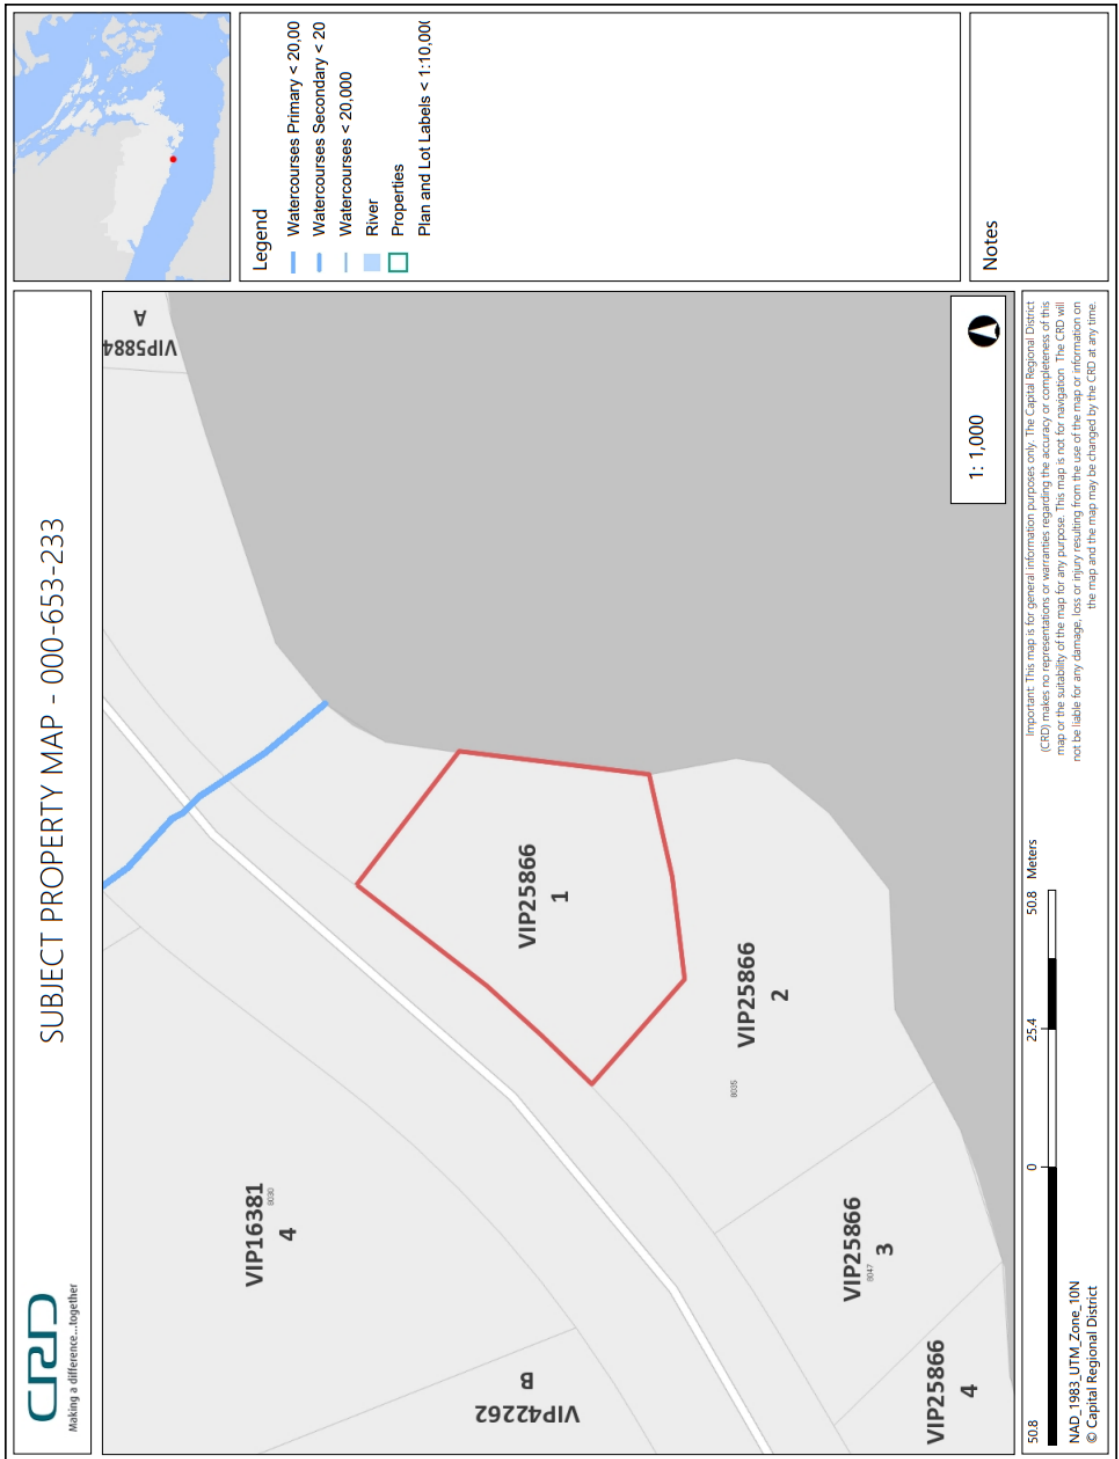 CRD
Making a difference...together
SUBJECT PROPERTY MAP - 000-653-233
Legend
Watercourses Primary < 20,00
Watercourses Secondary < 20
Watercourses < 20,000
River
Properties
Plan and Lot Labels < 1:10,000
Notes
VIP16381
8030
4
VIP42262
B
VIP5884
A
VIP25866
1
VIP25866
2
8035
VIP25866
8047
3
VIP25866
4
1: 1,000
50.8
0
25.4
50.8 Meters
NAD_1983_UTM_Zone_10N
© Capital Regional District
Important: This map is for general information purposes only. The Capital Regional District
(CRD) makes no representations or warranties regarding the accuracy or completeness of this
map or the suitability of the map for any purpose. This map is not for navigation. The CRD will
not be liable for any damage, loss or injury resulting from the use of the map or information on
the map and the map may be changed by the CRD at any time.